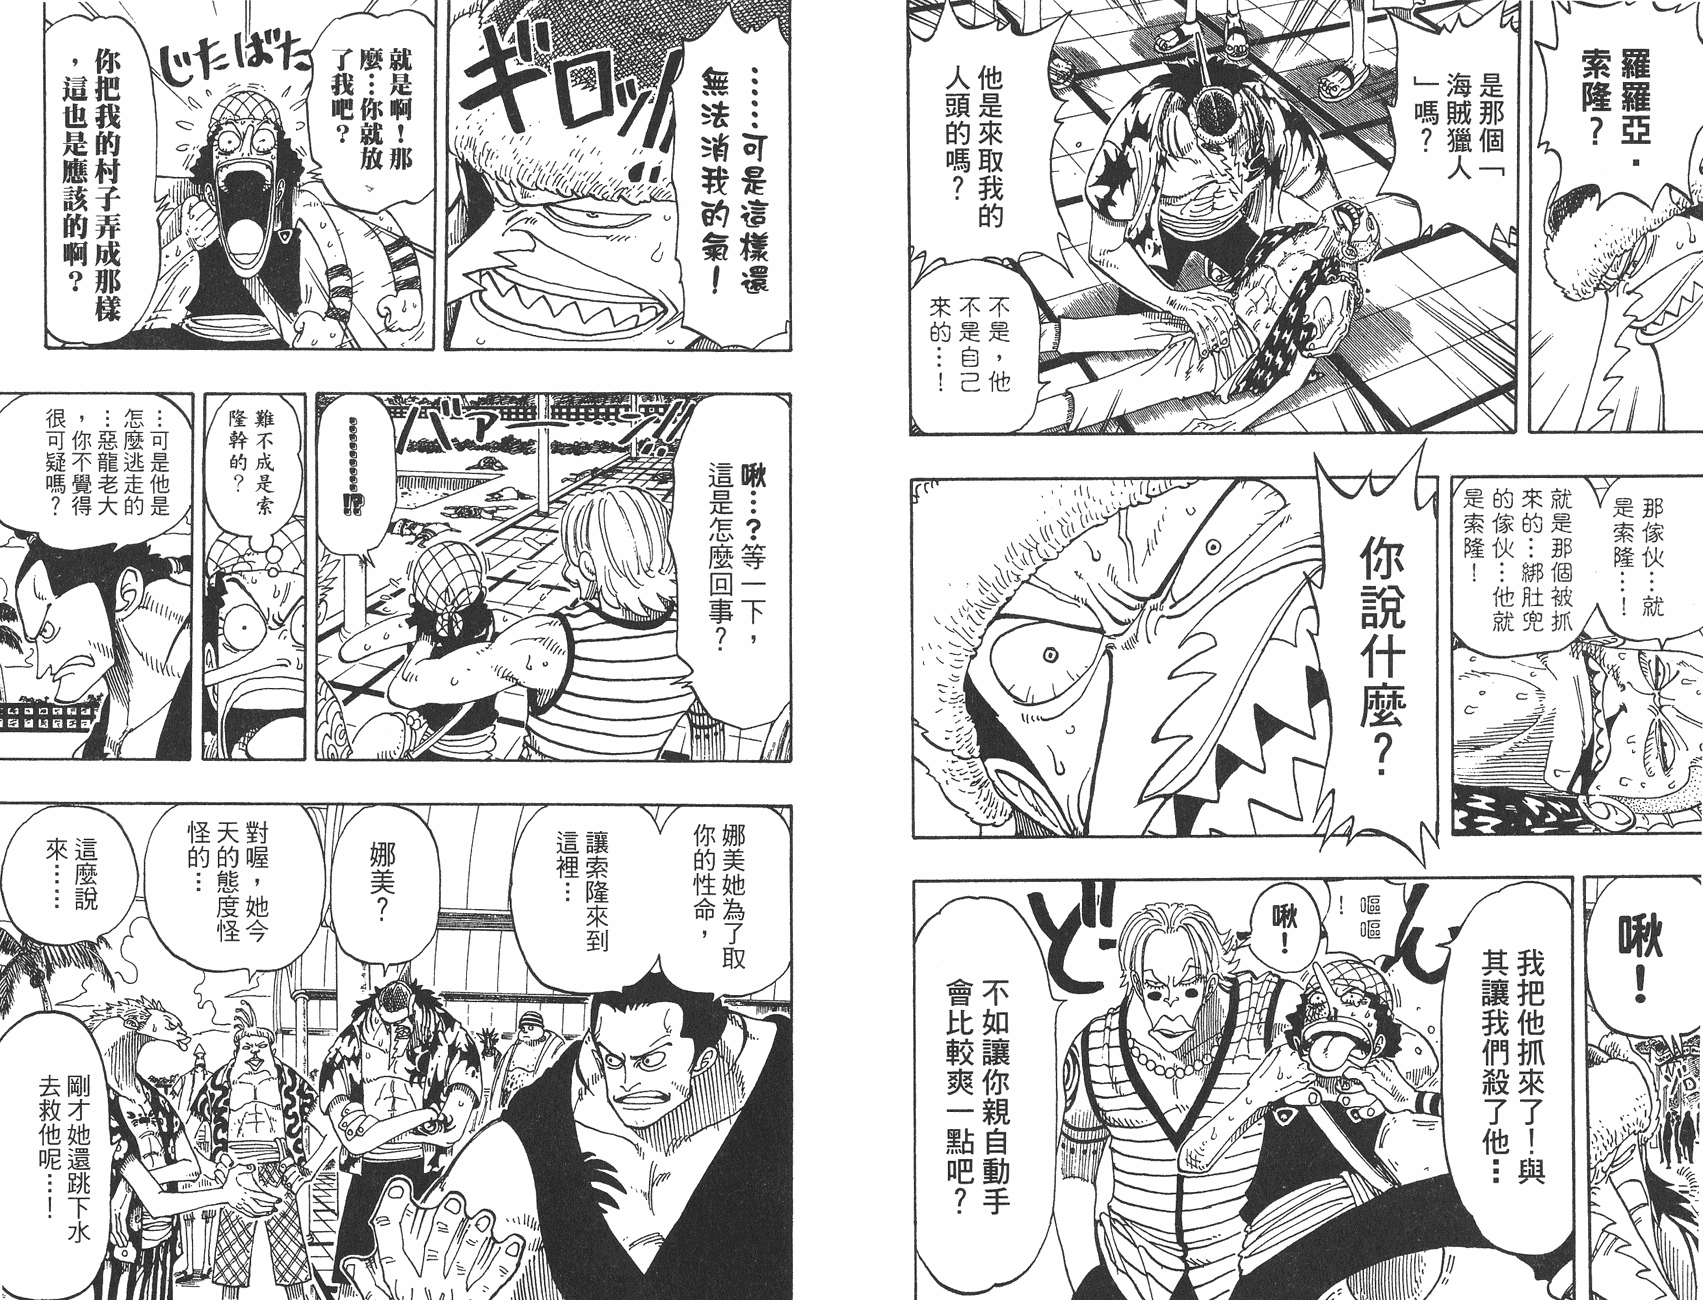 羅羅亞・
索隆？
是那個「
海賊獵人
」嗎？
他是來取我的
人頭的嗎？
不是，他
不是自己
來的…！
那傢伙…就
是索隆…！
就是那個被抓
來的…綁肚兜
的傢伙…他就
是索隆！
你說什麼？
啾！
我把他抓來了！與
其讓我們殺了他…
嘔嘔
！
啾！
ど
不如讓你親自動手
會比較爽一點吧？
……可是這樣還
無法消我的氣！
ギロッ!!
就是啊！那
麼…你就放
了我吧？
じたばた
你把我的村子弄成那樣
，這也是應該的啊？
啾…？等一下，
這是怎麼回事？
バァーーン!!
………!?
難不成是索
隆幹的？
…可是他是
怎麼逃走的
…惡龍老大
，你不覺得
很可疑嗎？
娜美她為了取
你的性命，
讓索隆來到
這裡…
娜美？
對喔，她今
天的態度怪
怪的…
這麼說
來……
剛才她還跳下水
去救他呢…！